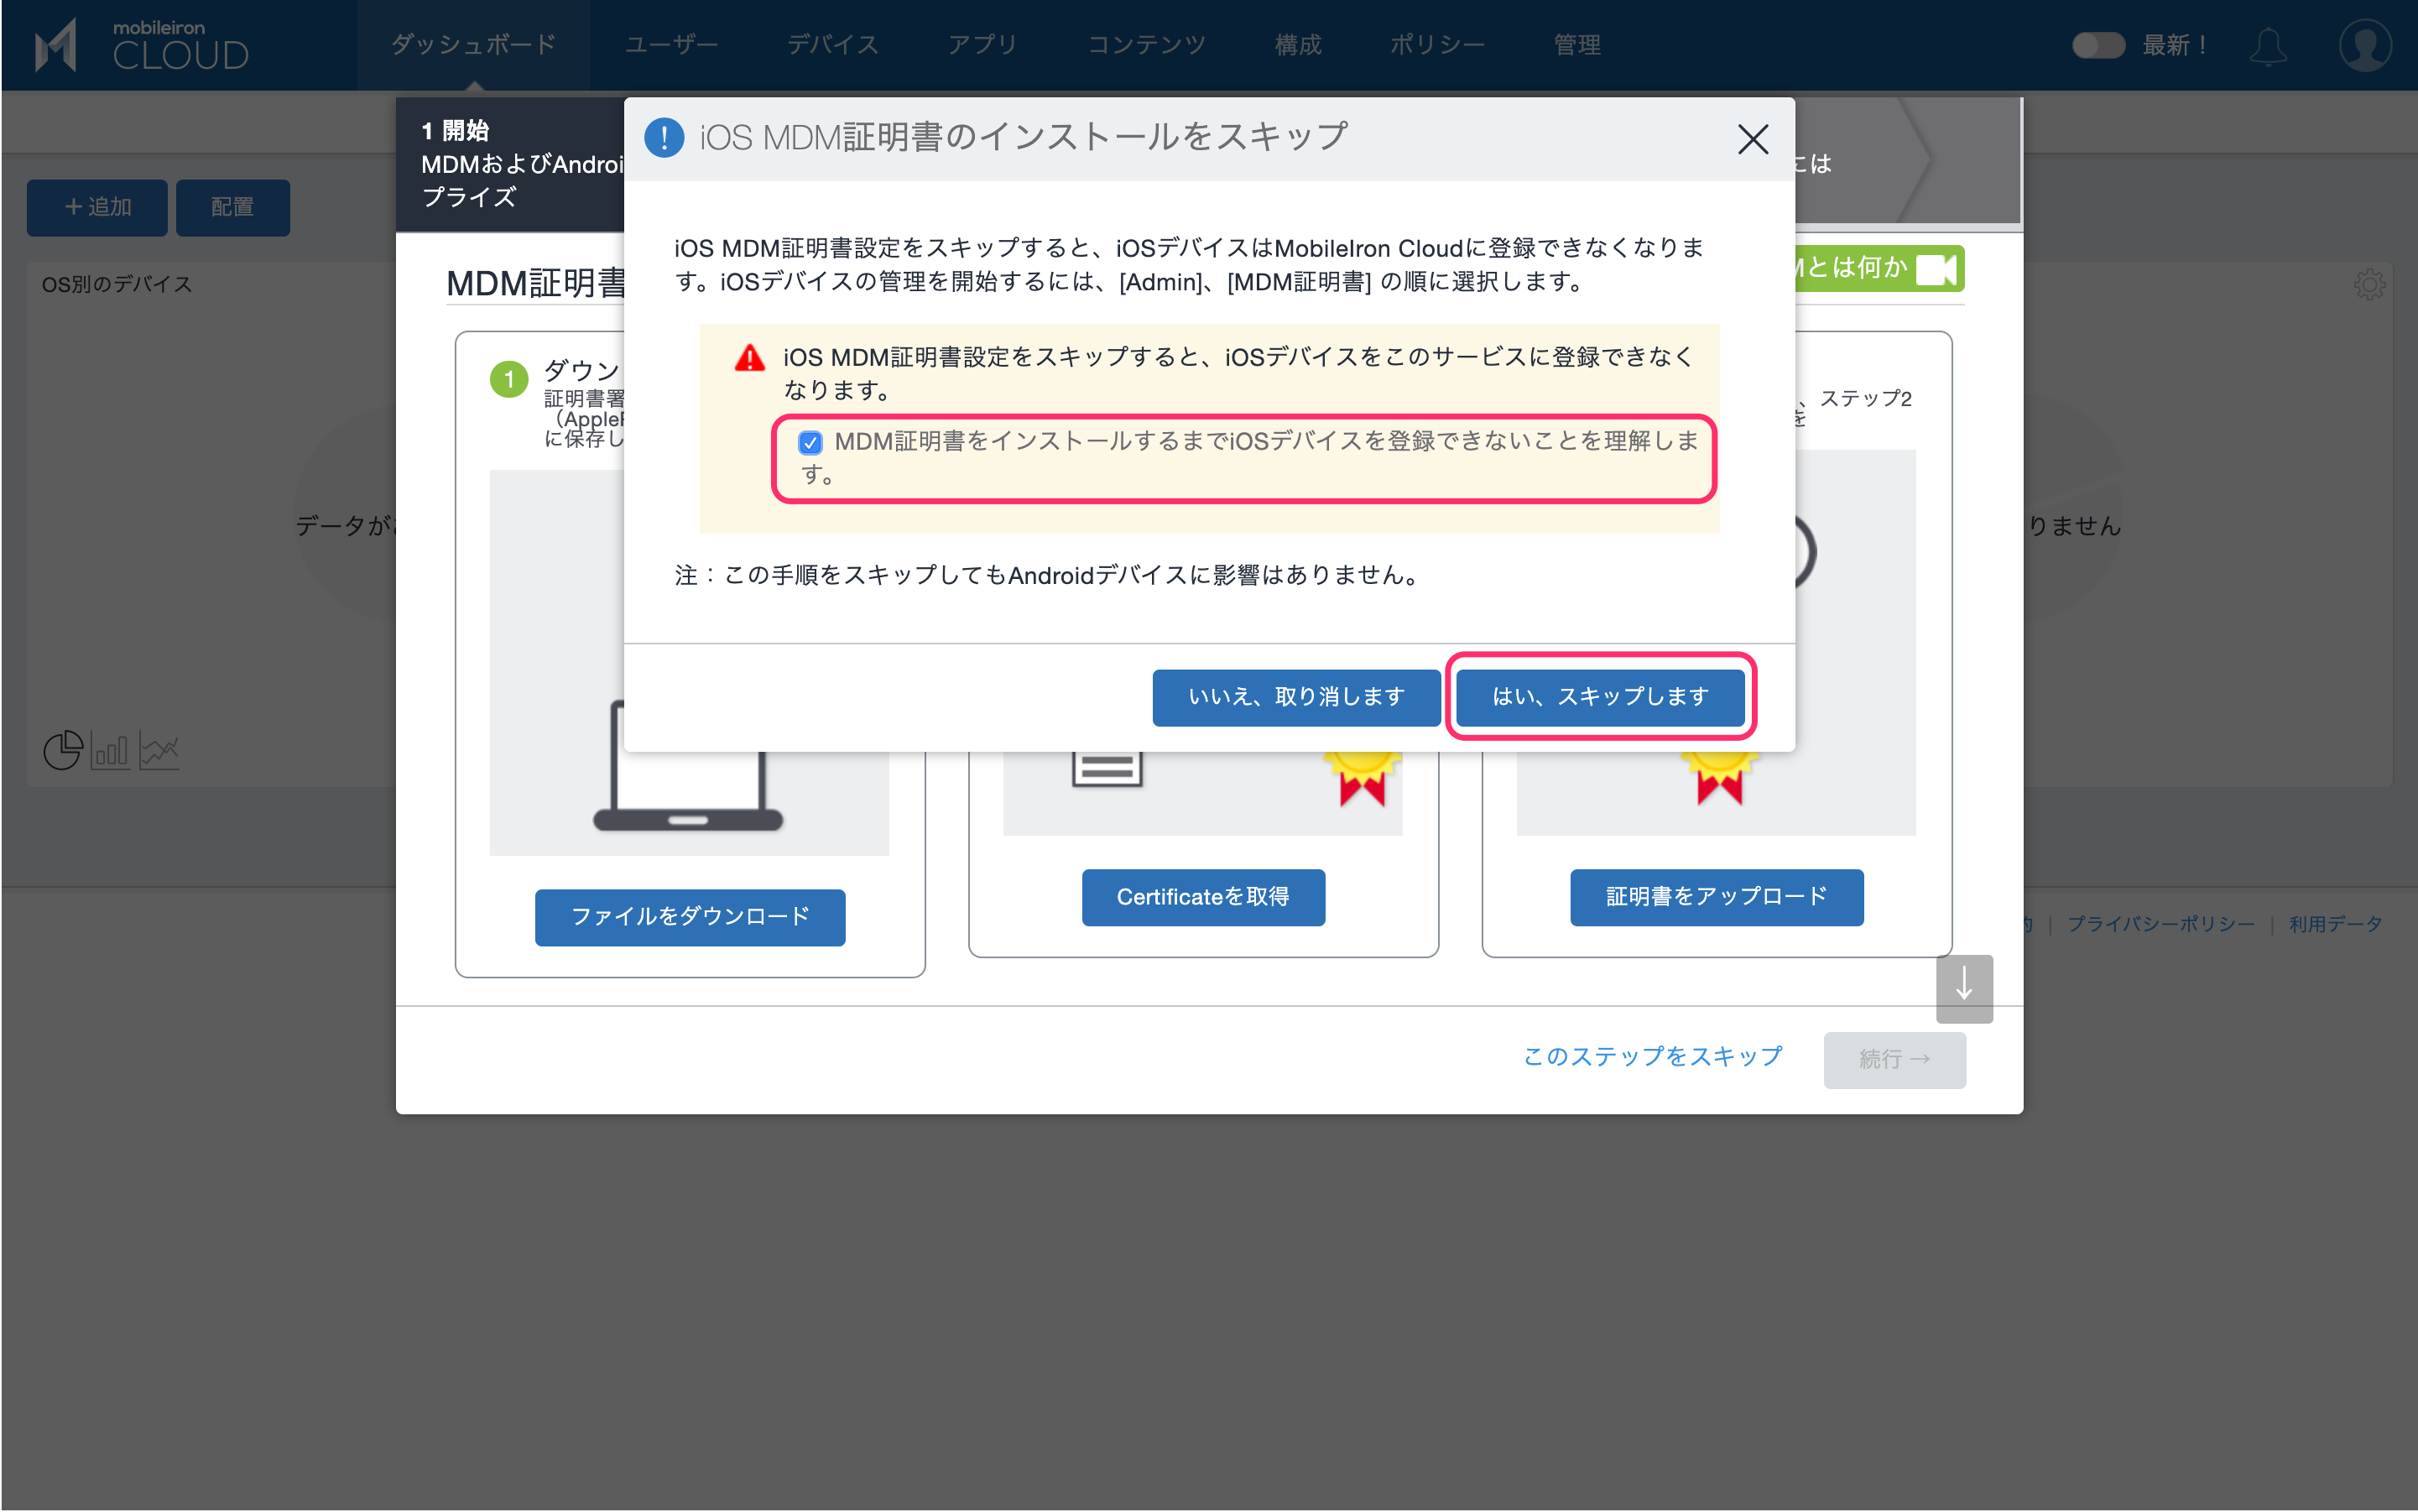 mobileiron
CLOUD
ダッシュボード
ユーザー
デバイス
アプリ
コンテンツ
構成
ポリシー
管理
最新！
1 開始
MDMおよびAndroi
プライズ
には
iOS MDM証明書のインストールをスキップ
iOS MDM証明書設定をスキップすると、iOSデバイスはMobileIron Cloudに登録できなくなりま
す。iOSデバイスの管理を開始するには、[Admin]、[MDM証明書] の順に選択します。
iOS MDM証明書設定をスキップすると、iOSデバイスをこのサービスに登録できなく
なります。
MDM証明書をインストールするまでiOSデバイスを登録できないことを理解しま
す。
注：この手順をスキップしてもAndroidデバイスに影響はありません。
いいえ、取り消します
はい、スキップします
＋追加
配置
OS別のデバイス
データが
りません
MDM証明書
Mとは何か
1
ダウン
証明書署
（Apple
に保存し
、ステップ2
を
ファイルをダウンロード
Certificateを取得
証明書をアップロード
約 | プライバシーポリシー | 利用データ
このステップをスキップ
続行→